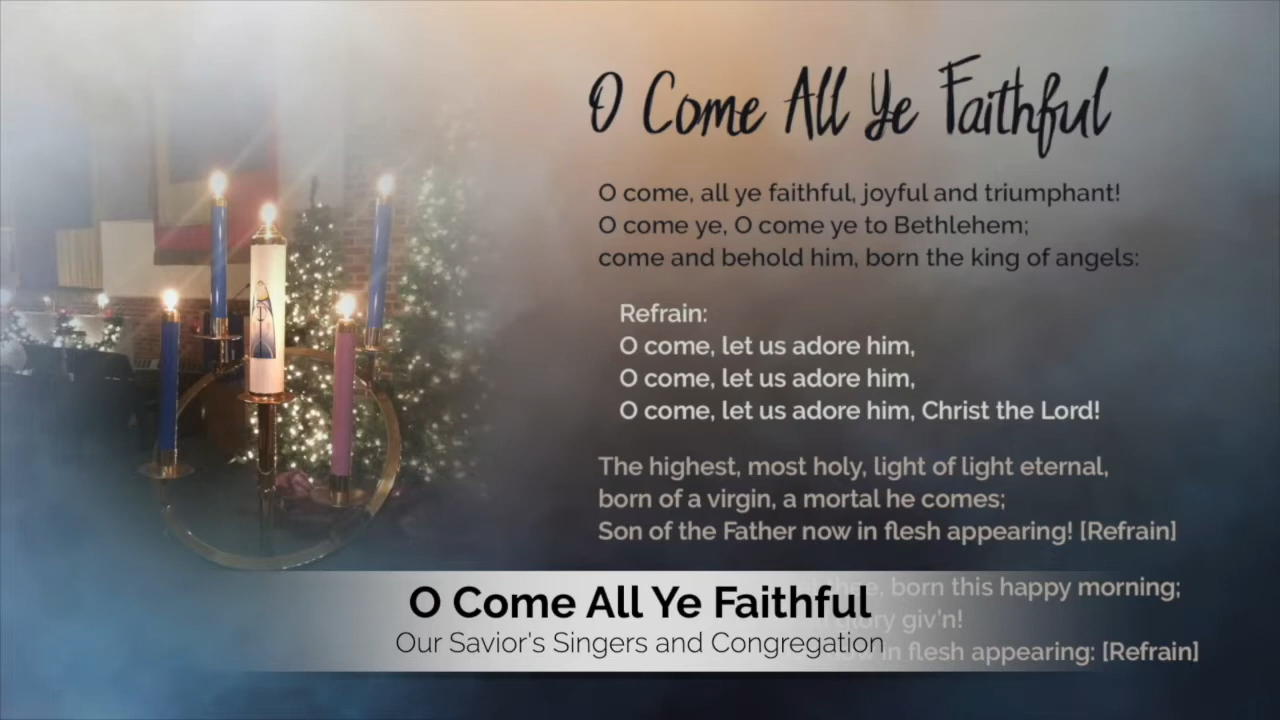 O Come All Ye Faithful
O come, all ye faithful, joyful and triumphant!
O come ye, O come ye to Bethlehem;
come and behold him, born the king of angels:
Refrain:
O come, let us adore him,
O come, let us adore him,
O come, let us adore him, Christ the Lord!
The highest, most holy, light of light eternal,
born of a virgin, a mortal he comes;
Son of the Father now in flesh appearing! [Refrain]
thee, born this happy morning;
glory giv'n!
now in flesh appearing: [Refrain]
O Come All Ye Faithful
Our Savior's Singers and Congregation